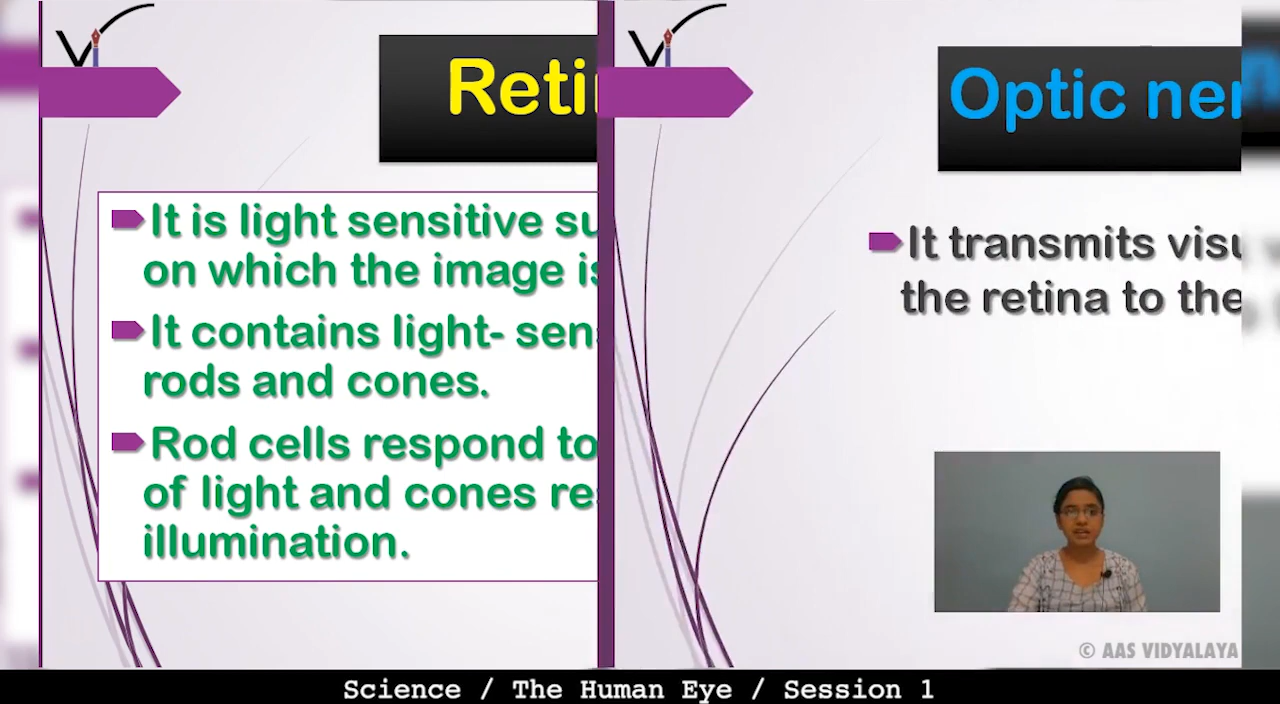 Reti
It is light sensitive su
on which the image is
It contains light- sens
rods and cones.
Rod cells respond to
of light and cones re
illumination.
Optic ner
It transmits visu
the retina to the
© AAS VIDYALAYA
Science / The Human Eye / Session 1